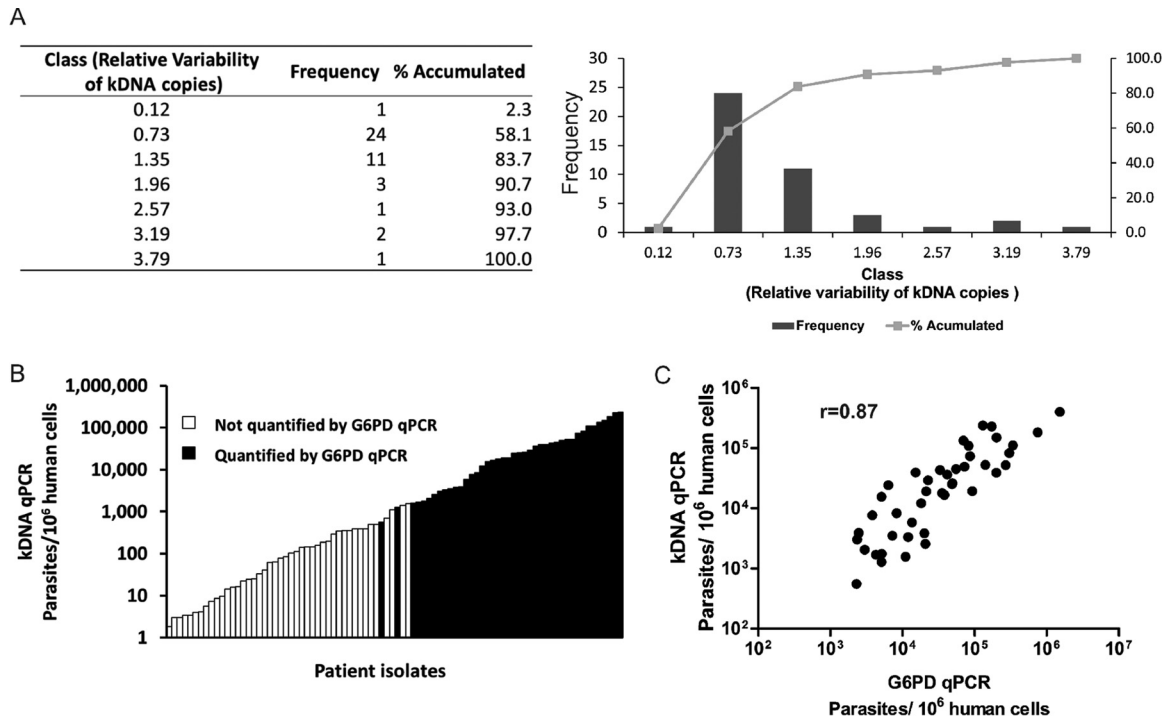 A
Class (Relative Variability of kDNA copies) Frequency % Accumulated
0.12 1 2.3
0.73 24 58.1
1.35 11 83.7
1.96 3 90.7
2.57 1 93.0
3.19 2 97.7
3.79 1 100.0
Frequency
30
25
20
15
10
5
0
100.0
80.0
60.0
40.0
20.0
0.0
0.12 0.73 1.35 1.96 2.57 3.19 3.79
Class
(Relative variability of kDNA copies )
Frequency % Acumulated
B
kDNA qPCR
Parasites/10⁶ human cells
1,000,000
100,000
10,000
1,000
100
10
1
Not quantified by G6PD qPCR
Quantified by G6PD qPCR
Patient isolates
C
kDNA qPCR
Parasites/ 10⁶ human cells
10⁶
10⁵
10⁴
10³
10²
r=0.87
10² 10³ 10⁴ 10⁵ 10⁶ 10⁷
G6PD qPCR
Parasites/ 10⁶ human cells